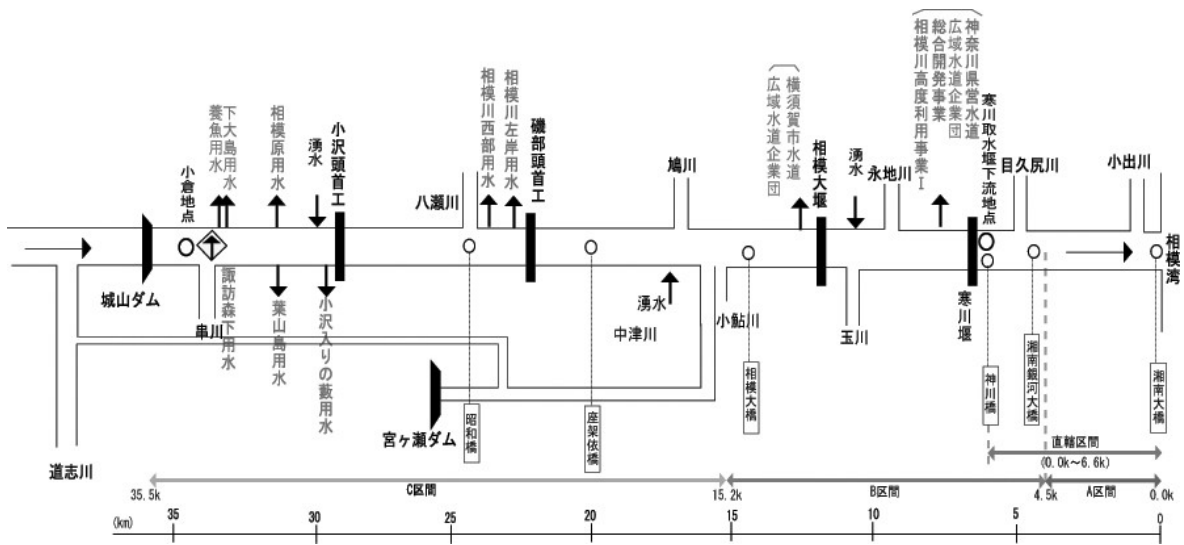 神奈川県営水道
広域水道企業団
総合開発事業
相模川高度利用事業Ⅰ
横須賀市水道
広域水道企業団
相模川左岸用水
相模川西部用水
相模原用水
下大島用水
養魚用水
小倉地点
湧水
小沢頭首工
八瀬川
磯部頭首工
鳩川
相模大堰
湧水
永地川
寒川取水堰下流地点
目久尻川
小出川
相模湾
城山ダム
串川
諏訪森下用水
葉山島用水
小沢入りの藪用水
湧水
中津川
小鮎川
玉川
寒川堰
道志川
宮ヶ瀬ダム
昭和橋
座架依橋
相模大橋
神川橋
湘南銀河大橋
湘南大橋
直轄区間
(0.0k～6.6k)
C区間
B区間
A区間
35.5k
15.2k
4.5k
0.0k
(km)
35
30
25
20
15
10
5
0